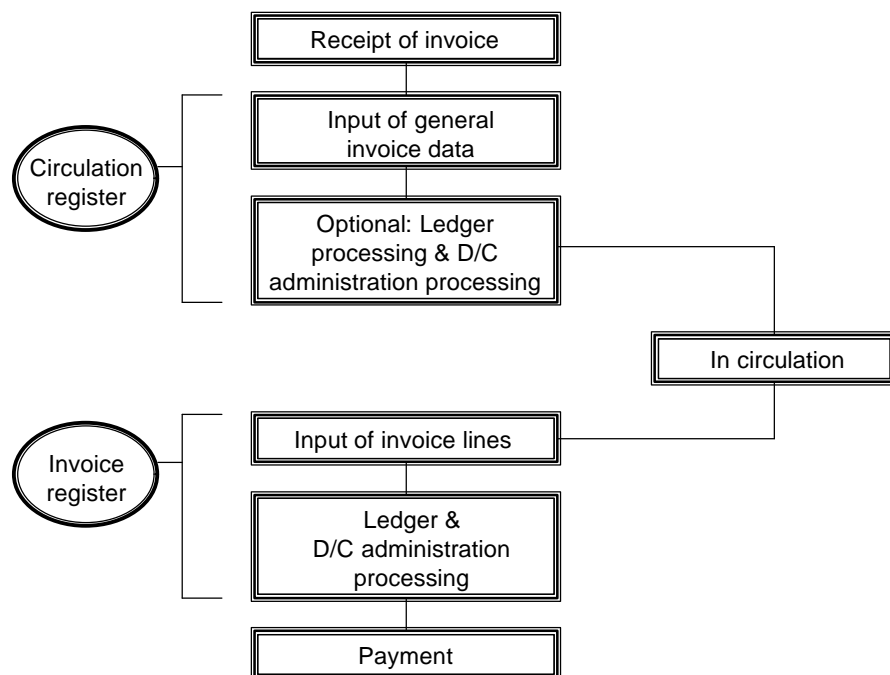 Receipt of invoice
Input of general
invoice data
Circulation
register
Optional: Ledger
processing & D/C
administration processing
In circulation
Input of invoice lines
Invoice
register
Ledger &
D/C administration
processing
Payment